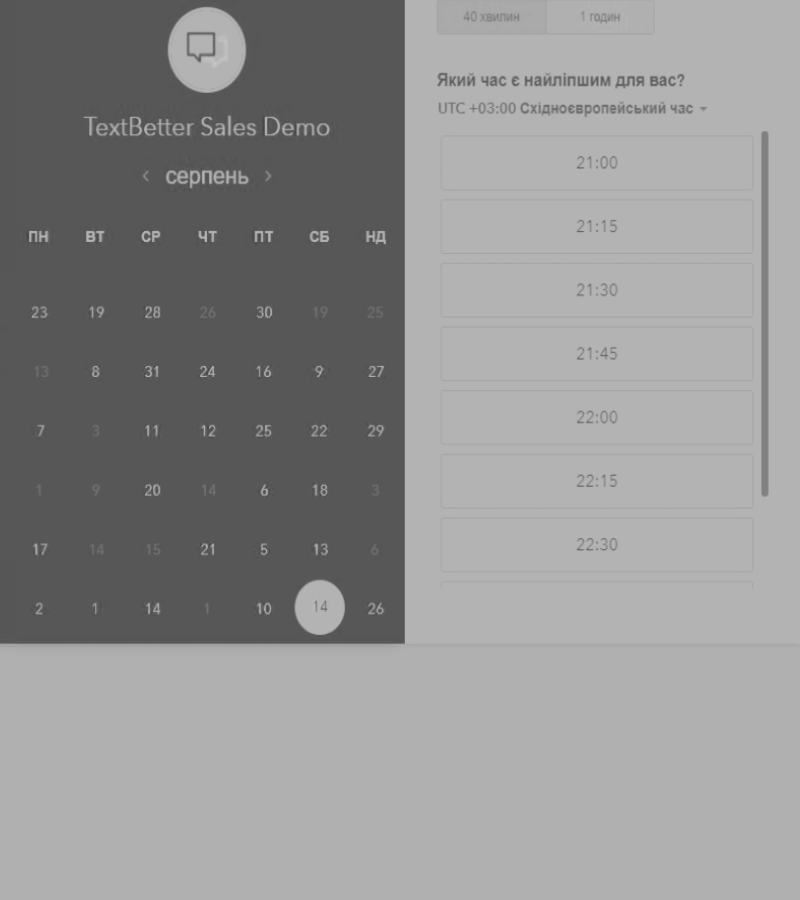 TextBetter Sales Demo
‹ серпень ›
ПН ВТ СР ЧТ ПТ СБ НД
23 19 28 26 30 19 25
13 8 31 24 16 9 27
7 3 11 12 25 22 29
1 9 20 14 6 18 3
17 14 15 21 5 13 6
2 1 14 1 10 14 26
40 хвилин 1 годин
Який час є найліпшим для вас?
UTC +03:00 Східноєвропейський час
21:00
21:15
21:30
21:45
22:00
22:15
22:30